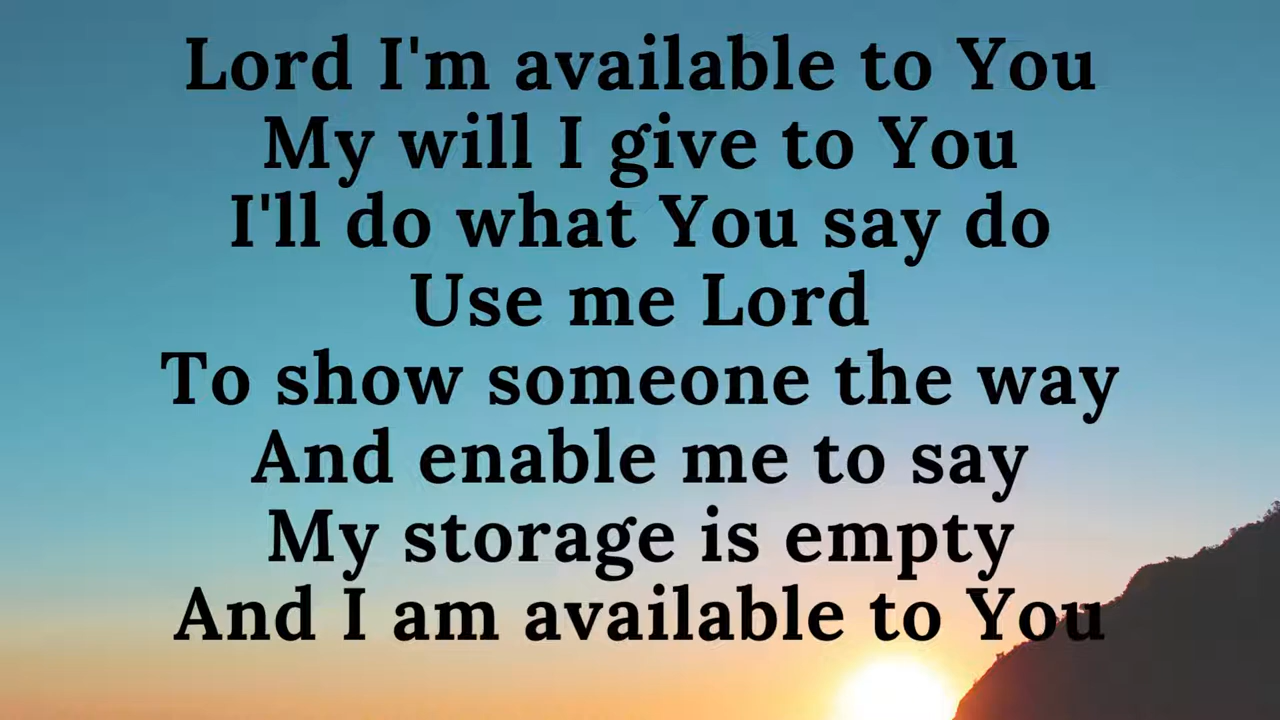 Lord I'm available to You
My will I give to You
I'll do what You say do
Use me Lord
To show someone the way
And enable me to say
My storage is empty
And I am available to You